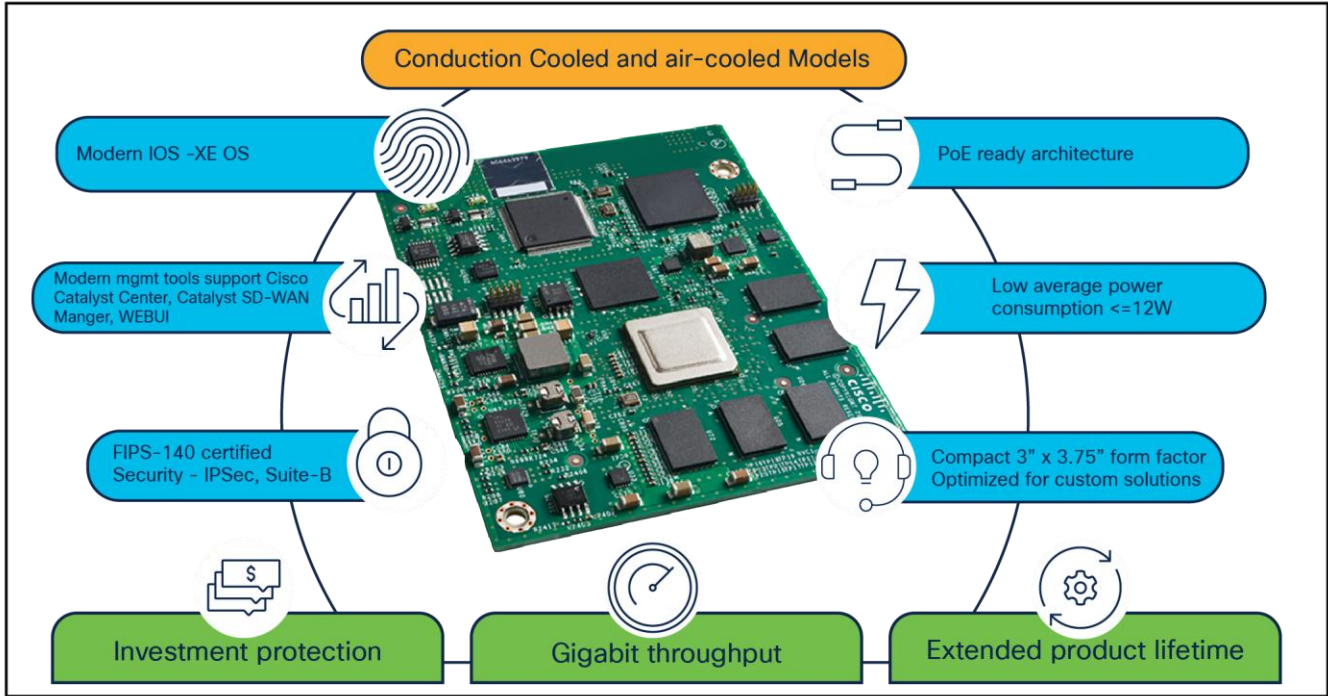 Conduction Cooled and air-cooled Models
Modern IOS -XE OS
PoE ready architecture
Modern mgmt tools support Cisco
Catalyst Center, Catalyst SD-WAN
Manger, WEBUI
Low average power
consumption <=12W
FIPS-140 certified
Security - IPSec, Suite-B
Compact 3” x 3.75” form factor
Optimized for custom solutions
CISCO
$
Investment protection
Gigabit throughput
Extended product lifetime